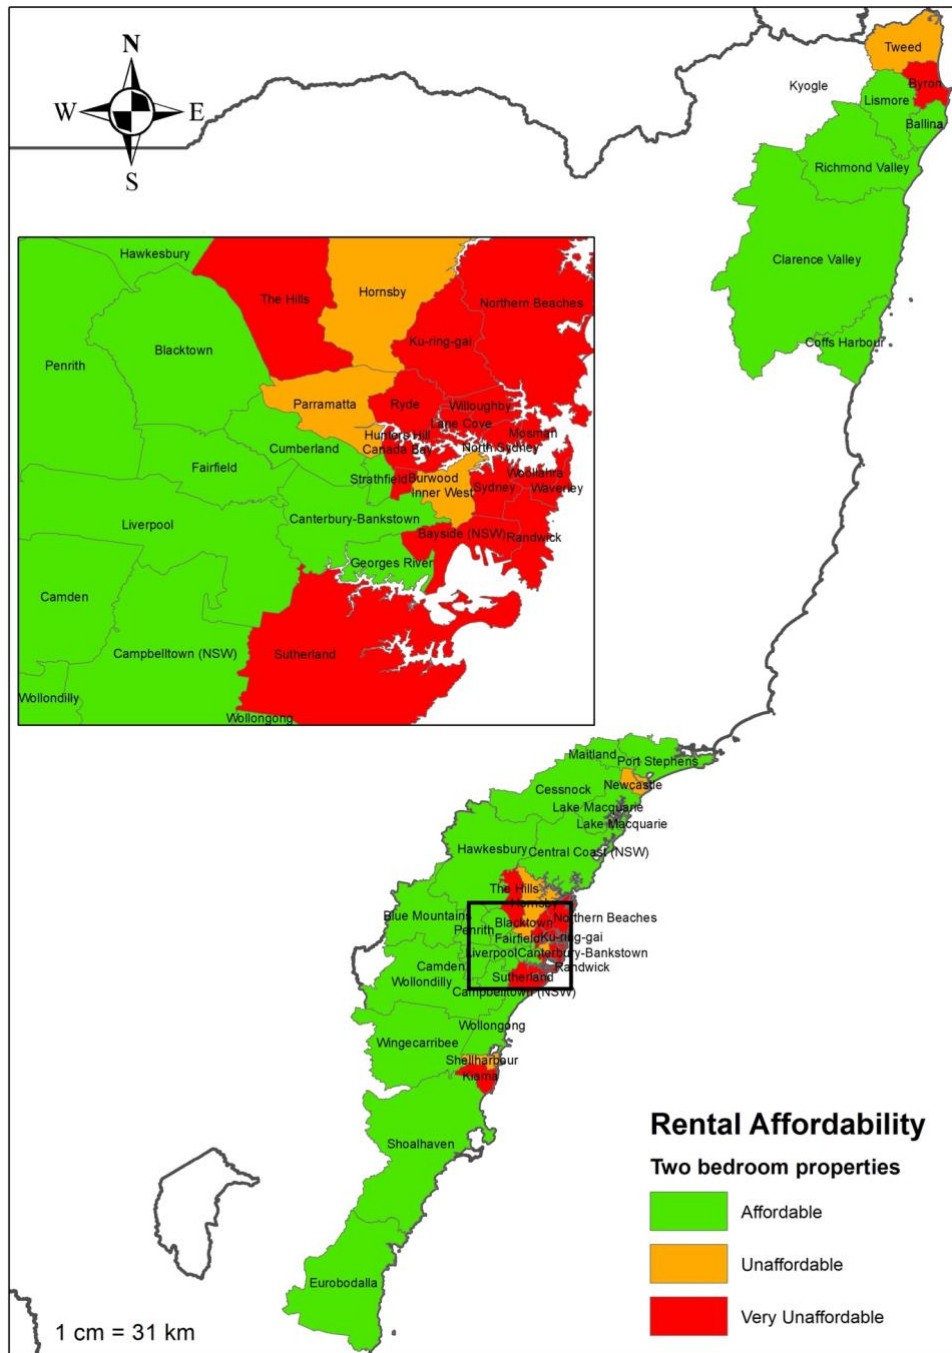 N
W
E
S
Tweed
Kyogle
Byron
Lismore
Ballina
Richmond Valley
Clarence Valley
Coffs Harbour
Hawkesbury
The Hills
Hornsby
Northern Beaches
Ku-ring-gai
Blacktown
Penrith
Parramatta
Ryde
Willoughby
Lane Cove
Mosman
Hunters Hill
North Sydney
Canada Bay
Cumberland
Fairfield
Woollahra
Strathfield
Burwood
Sydney
Waverley
Inner West
Liverpool
Canterbury-Bankstown
Bayside (NSW)
Randwick
Georges River
Camden
Campbelltown (NSW)
Sutherland
Wollondilly
Wollongong
Maitland
Port Stephens
Newcastle
Cessnock
Lake Macquarie
Lake Macquarie
Hawkesbury
Central Coast (NSW)
The Hills
Hornsby
Blue Mountains
Blacktown
Northern Beaches
Penrith
Fairfield
Ku-ring-gai
Liverpool
Canterbury-Bankstown
Camden
Randwick
Wollondilly
Sutherland
Campbelltown (NSW)
Wollongong
Wingecarribee
Shellharbour
Kiama
Shoalhaven
Eurobodalla
Rental Affordability
Two bedroom properties
Affordable
Unaffordable
Very Unaffordable
1 cm = 31 km